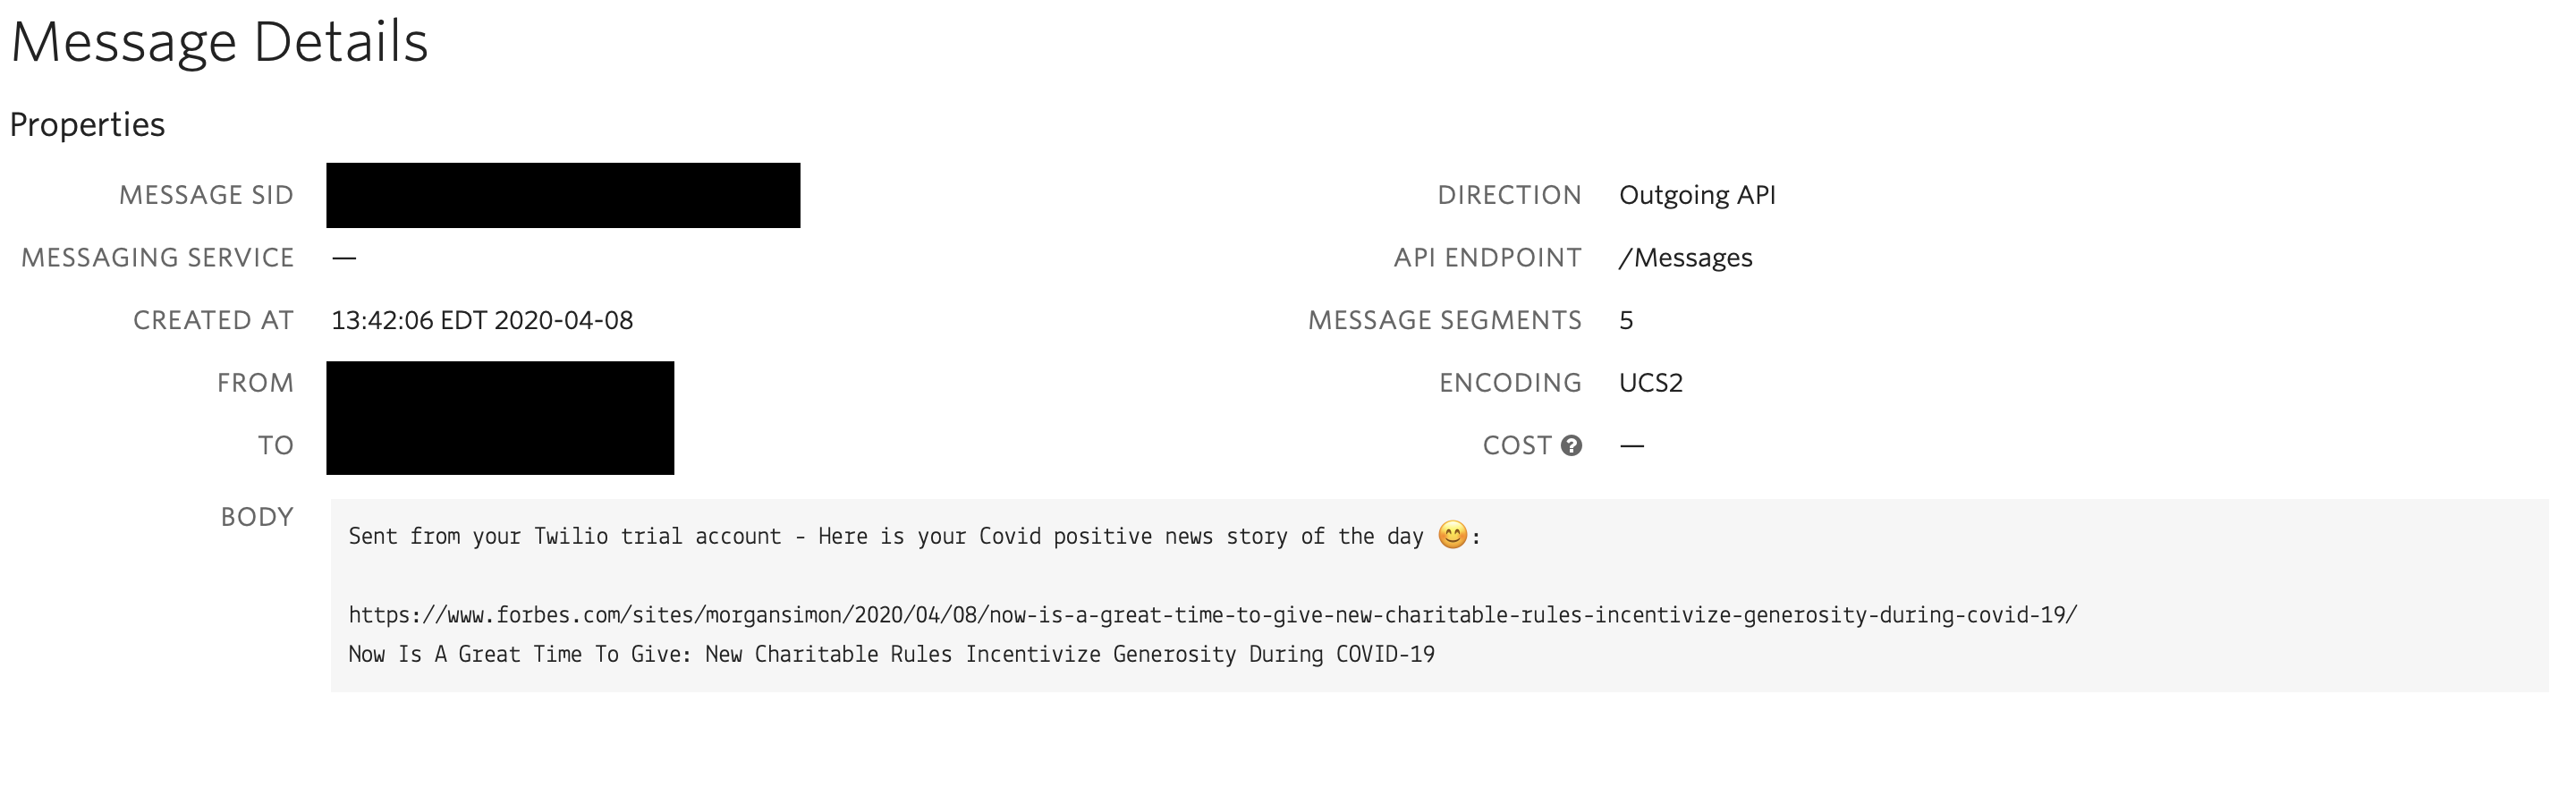 Message Details
Properties
MESSAGE SID
DIRECTION Outgoing API
MESSAGING SERVICE —
API ENDPOINT /Messages
CREATED AT 13:42:06 EDT 2020-04-08
MESSAGE SEGMENTS 5
FROM
ENCODING UCS2
TO
COST ? —
BODY
Sent from your Twilio trial account - Here is your Covid positive news story of the day 😊:
https://www.forbes.com/sites/morgansimon/2020/04/08/now-is-a-great-time-to-give-new-charitable-rules-incentivize-generosity-during-covid-19/
Now Is A Great Time To Give: New Charitable Rules Incentivize Generosity During COVID-19